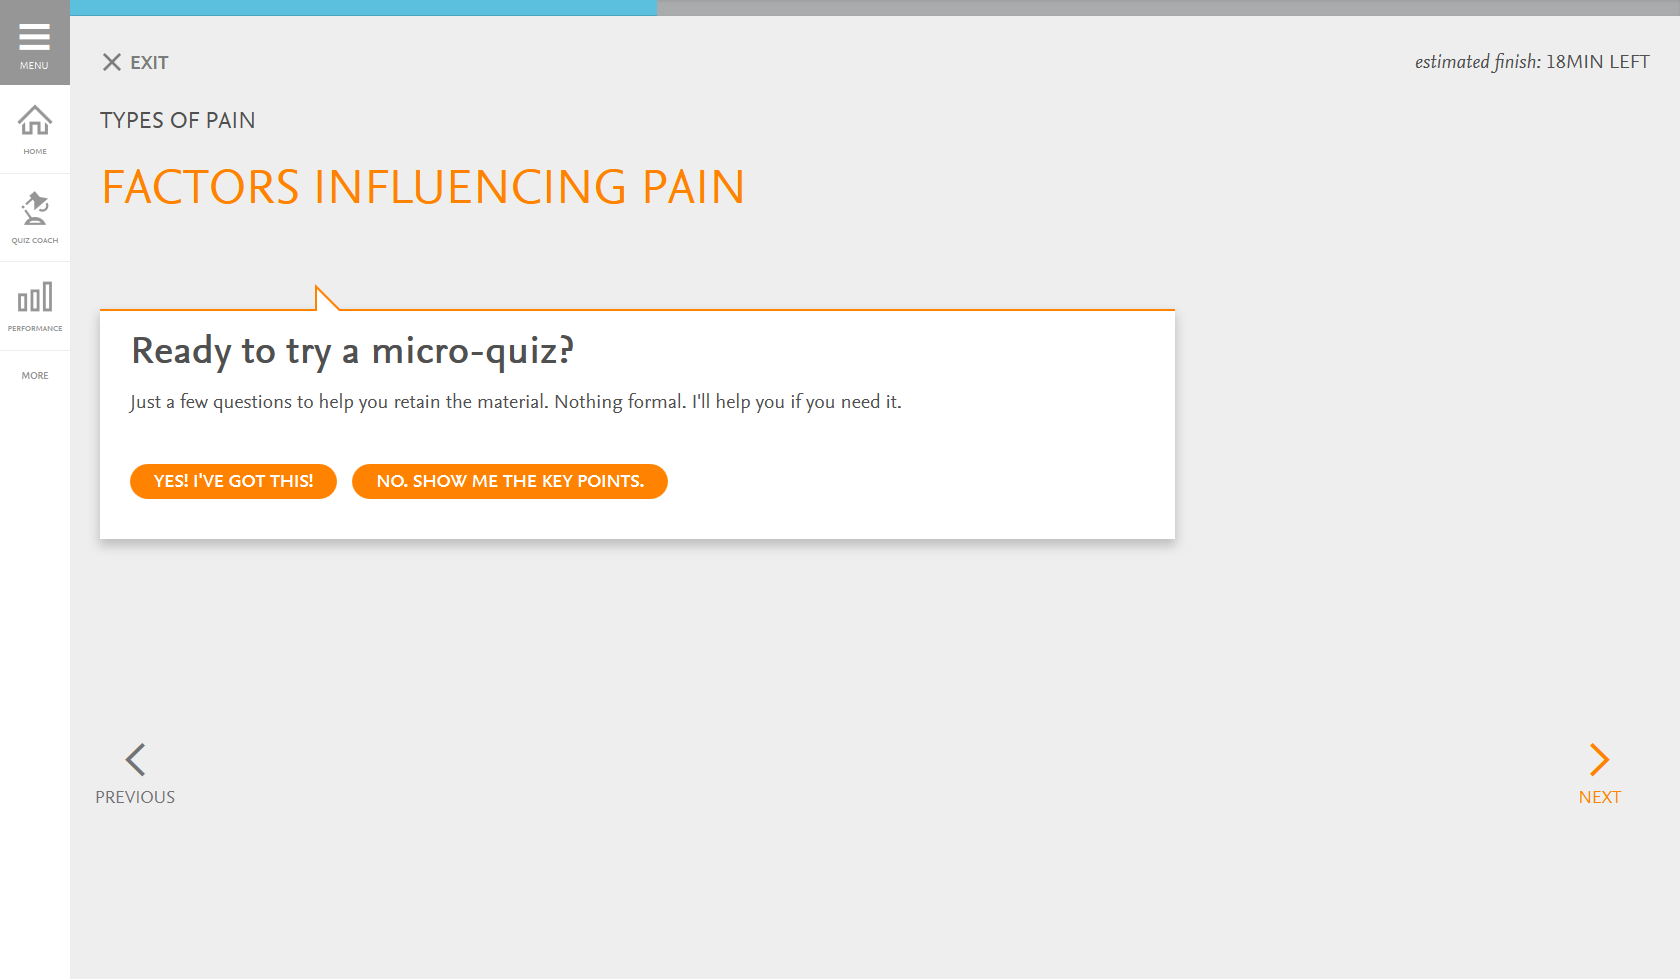 MENU
HOME
QUIZ COACH
PERFORMANCE
MORE
EXIT
estimated finish: 18MIN LEFT
TYPES OF PAIN
FACTORS INFLUENCING PAIN
Ready to try a micro-quiz?
Just a few questions to help you retain the material. Nothing formal. I'll help you if you need it.
YES! I'VE GOT THIS!
NO. SHOW ME THE KEY POINTS.
PREVIOUS
NEXT